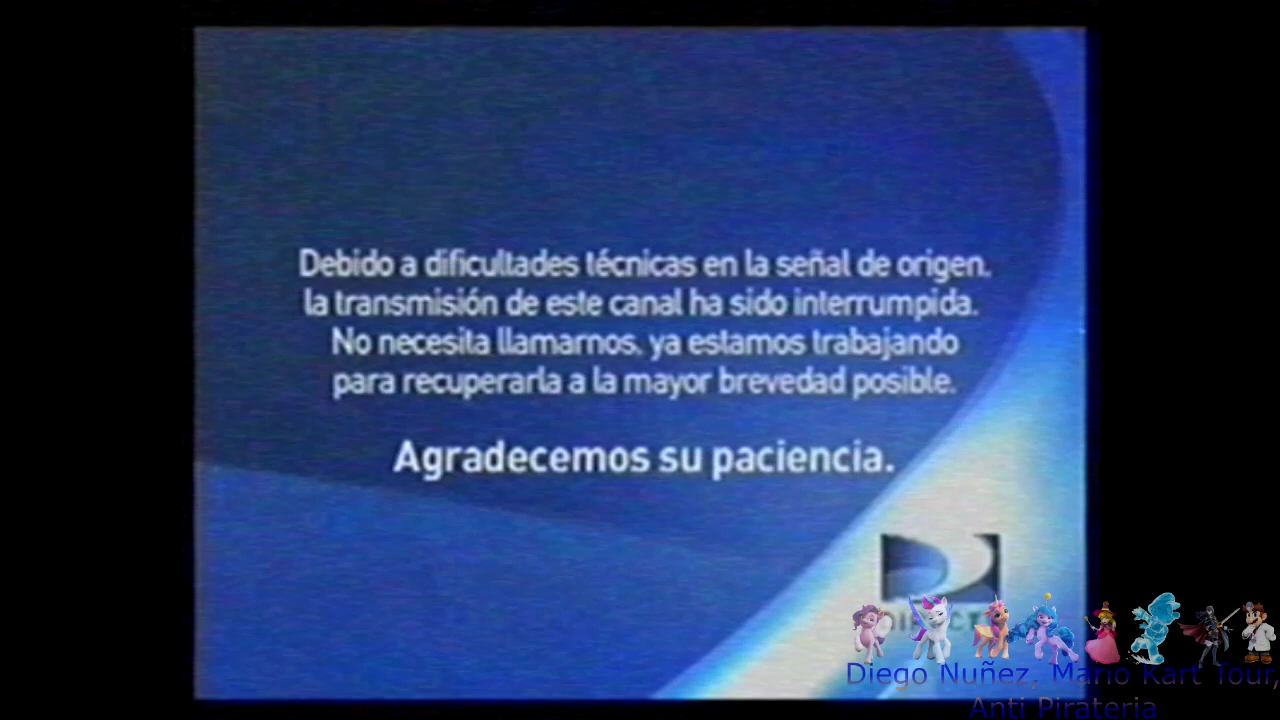 Debido a dificultades técnicas en la señal de origen,
la transmisión de este canal ha sido interrumpida.
No necesita llamarnos, ya estamos trabajando
para recuperarla a la mayor brevedad posible.
Agradecemos su paciencia.
Diego Nuñez, Mario Kart Tour,
Anti Pirateria